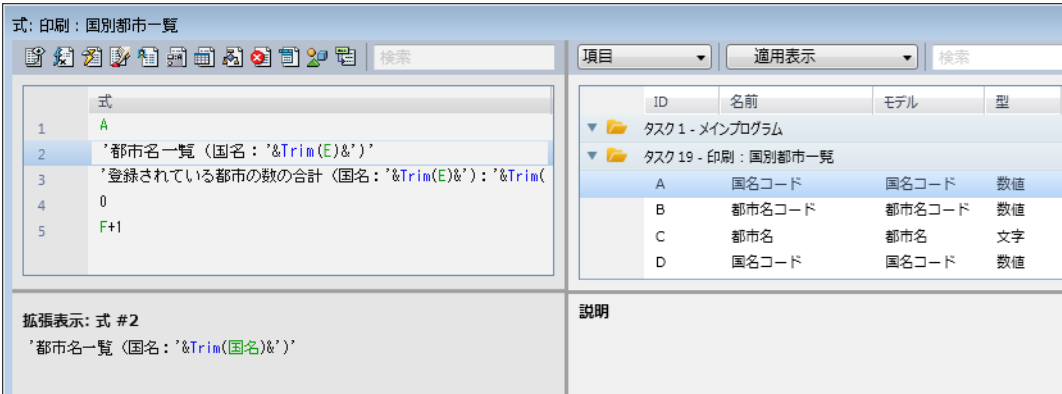 式: 印刷：国別都市一覧
検索
項目
適用表示
検索
式
1 A
2 '都市名一覧（国名：'&Trim(E)&'）'
3 '登録されている都市の数の合計（国名：'&Trim(E)&'）：'&Trim(
4 0
5 F+1
ID 名前 モデル 型
タスク 1 - メインプログラム
タスク 19 - 印刷：国別都市一覧
A 国名コード 国名コード 数値
B 都市名コード 都市名コード 数値
C 都市名 都市名 文字
D 国名コード 国名コード 数値
拡張表示: 式 #2
'都市名一覧（国名：'&Trim(国名)&'）'
説明